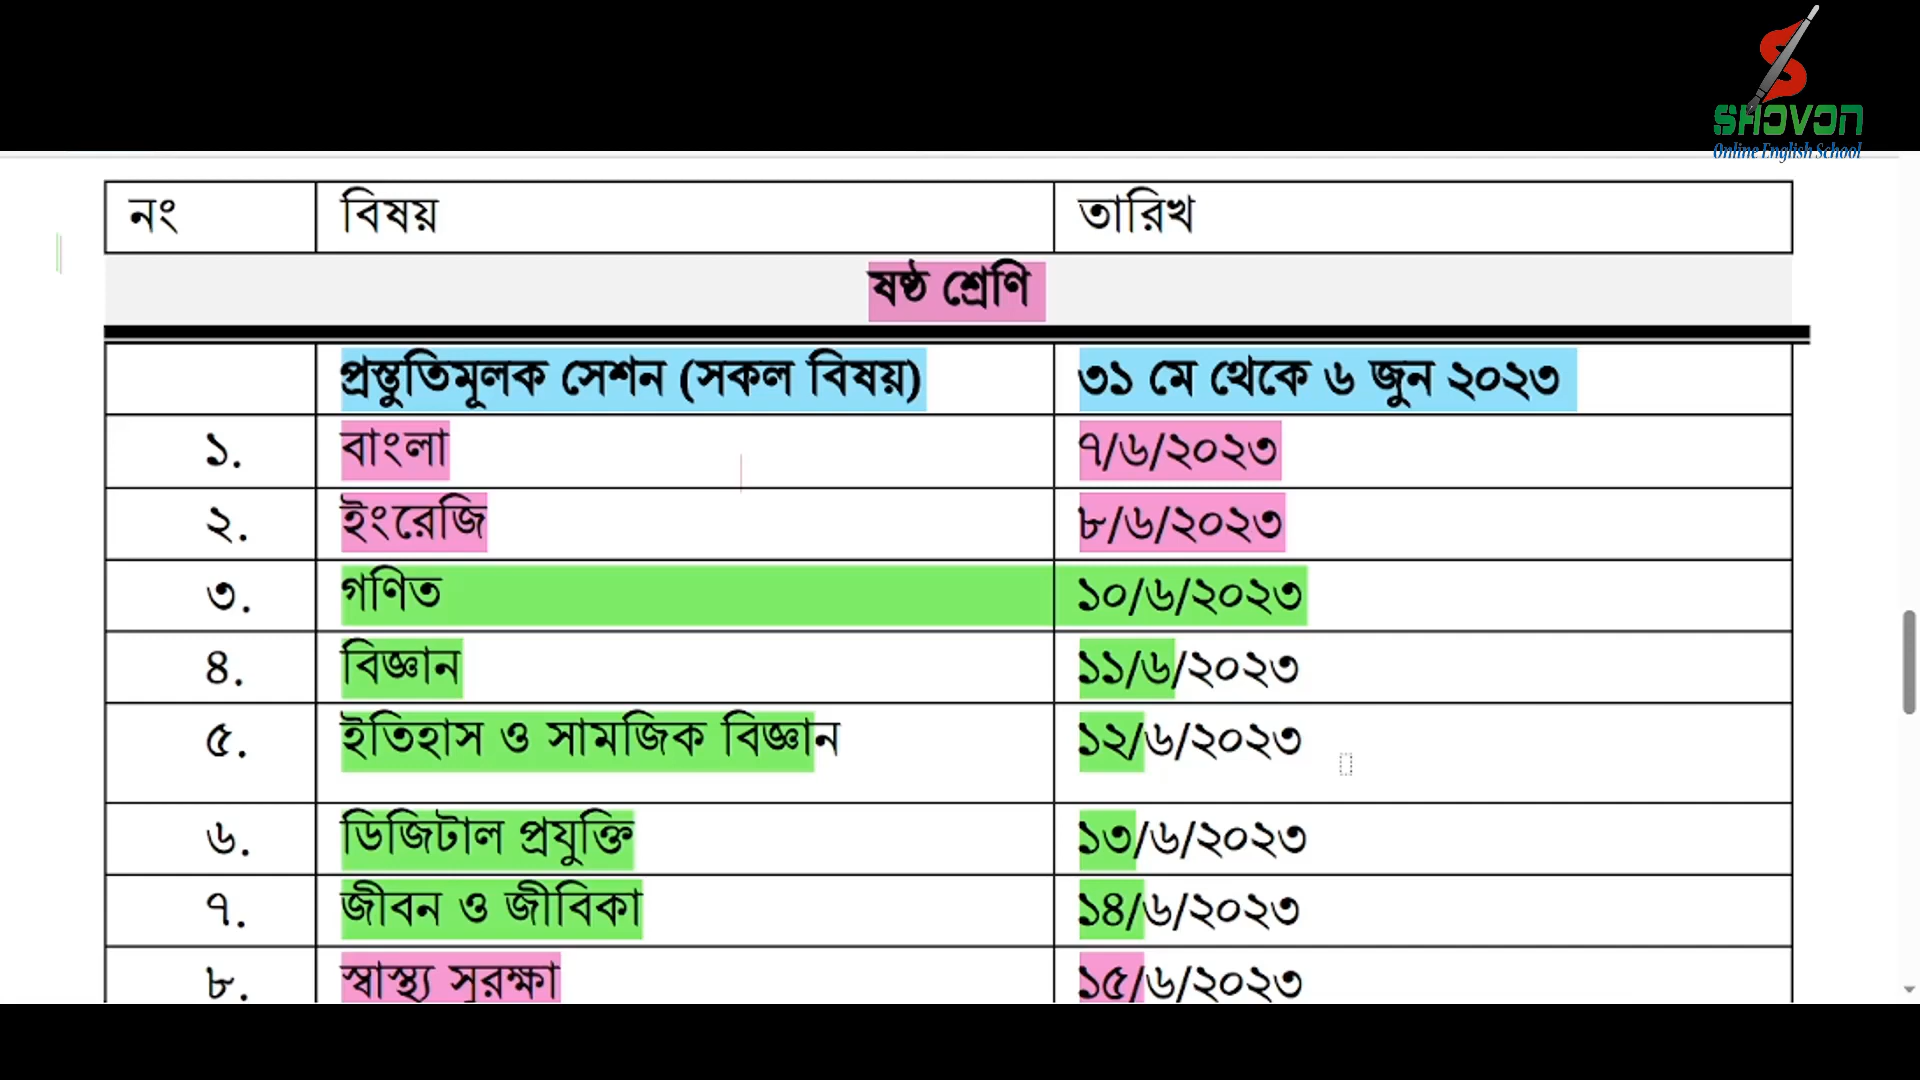 SHOVON
Online English School
নং বিষয় তারিখ
ষষ্ঠ শ্রেণি
প্রস্তুতিমূলক সেশন (সকল বিষয়) ৩১ মে থেকে ৬ জুন ২০২৩
১. বাংলা ৭/৬/২০২৩
২. ইংরেজি ৮/৬/২০২৩
৩. গণিত ১০/৬/২০২৩
৪. বিজ্ঞান ১১/৬/২০২৩
৫. ইতিহাস ও সামজিক বিজ্ঞান ১২/৬/২০২৩
৬. ডিজিটাল প্রযুক্তি ১৩/৬/২০২৩
৭. জীবন ও জীবিকা ১৪/৬/২০২৩
৮. স্বাস্থ্য সুরক্ষা ১৫/৬/২০২৩